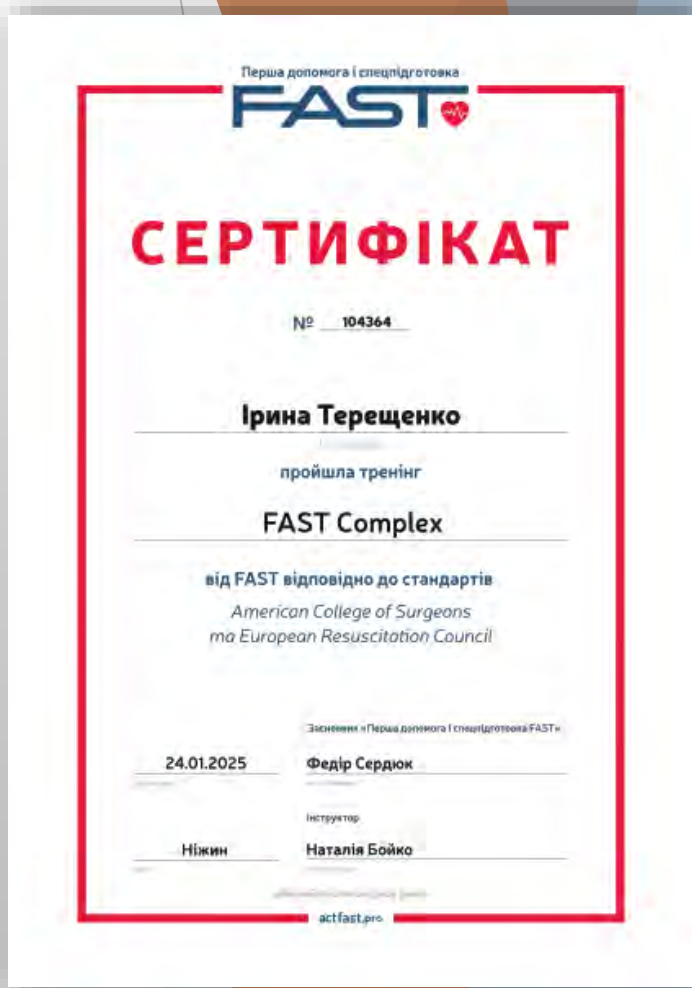 Перша допомога і спецпідготовка
FAST
СЕРТИФІКАТ
№ 104364
Ірина Терещенко
пройшла тренінг
FAST Complex
від FAST відповідно до стандартів
American College of Surgeons
та European Resuscitation Council
Засновник «Перша допомога і спецпідготовка FAST»
24.01.2025 Федір Сердюк
Інструктор
Ніжин Наталія Бойко
actfast.pro